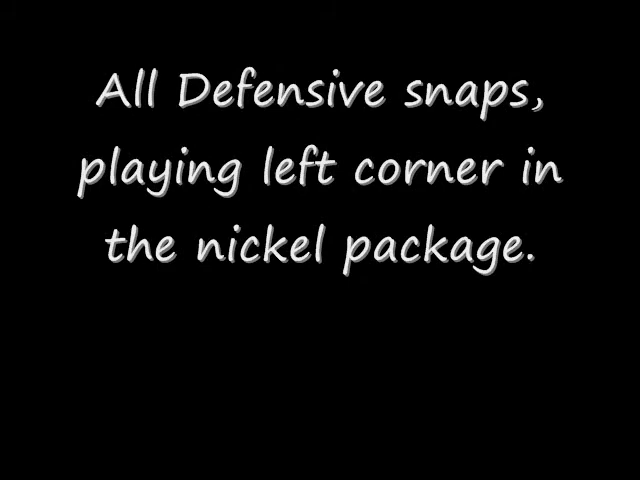 All Defensive snaps,
playing left corner in
the nickel package.